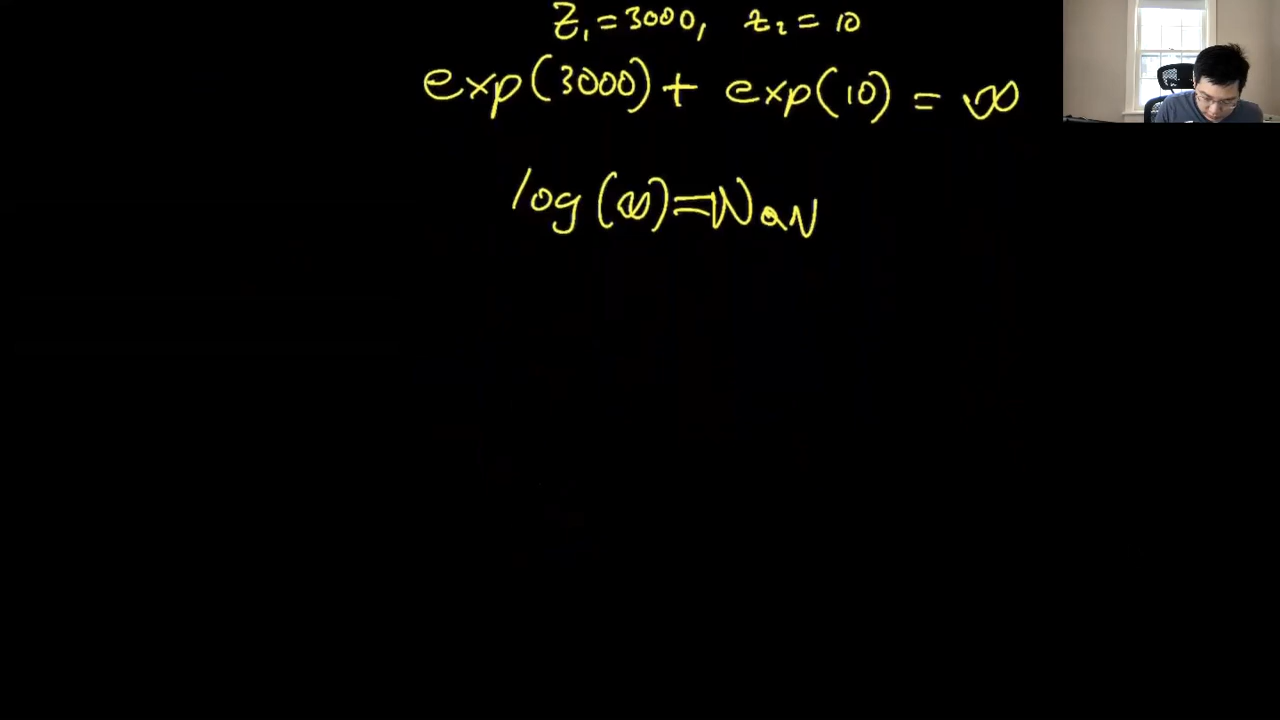 z₁ = 3000, z₂ = 10
exp(3000) + exp(10) = ∞
log(∞) = NaN